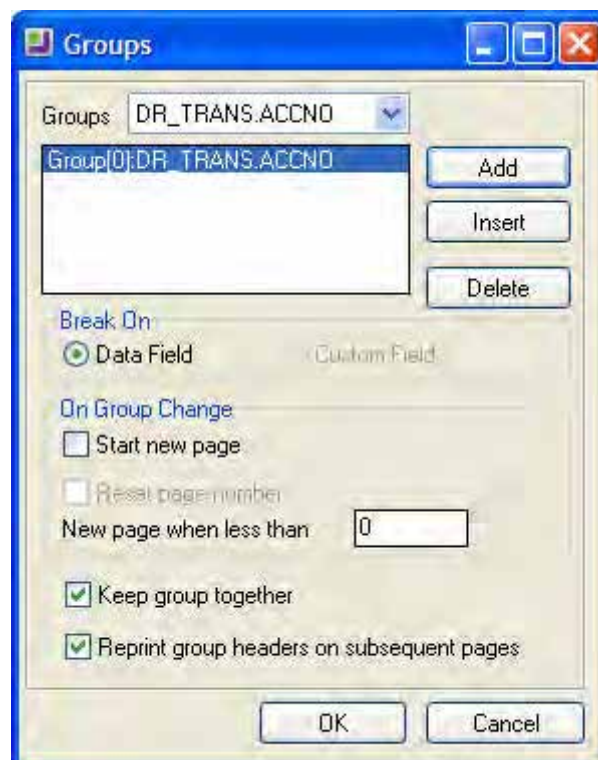 Groups
Groups DR_TRANS.ACCNO
Group[0]:DR_TRANS.ACCNO
Add
Insert
Delete
Break On
Data Field Custom Field
On Group Change
Start new page
Reset page number
New page when less than 0
Keep group together
Reprint group headers on subsequent pages
OK Cancel